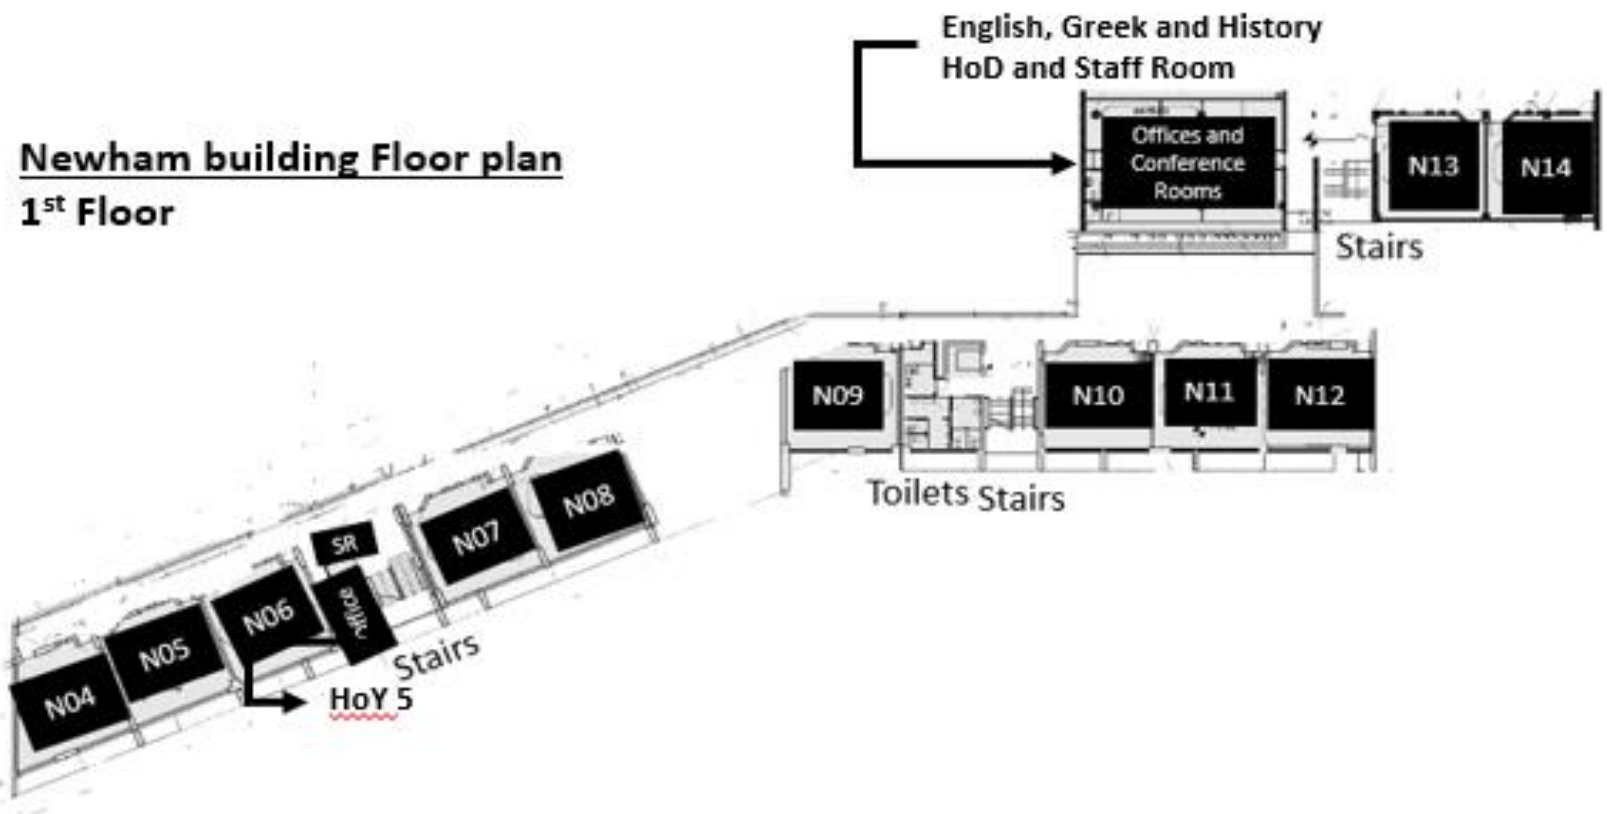 English, Greek and History
HoD and Staff Room
Newham building Floor plan
1st Floor
Offices and
Conference
Rooms
N13
N14
Stairs
N09
N10
N11
N12
Toilets
Stairs
N08
N07
SR
Office
N06
N05
N04
Stairs
HoY 5